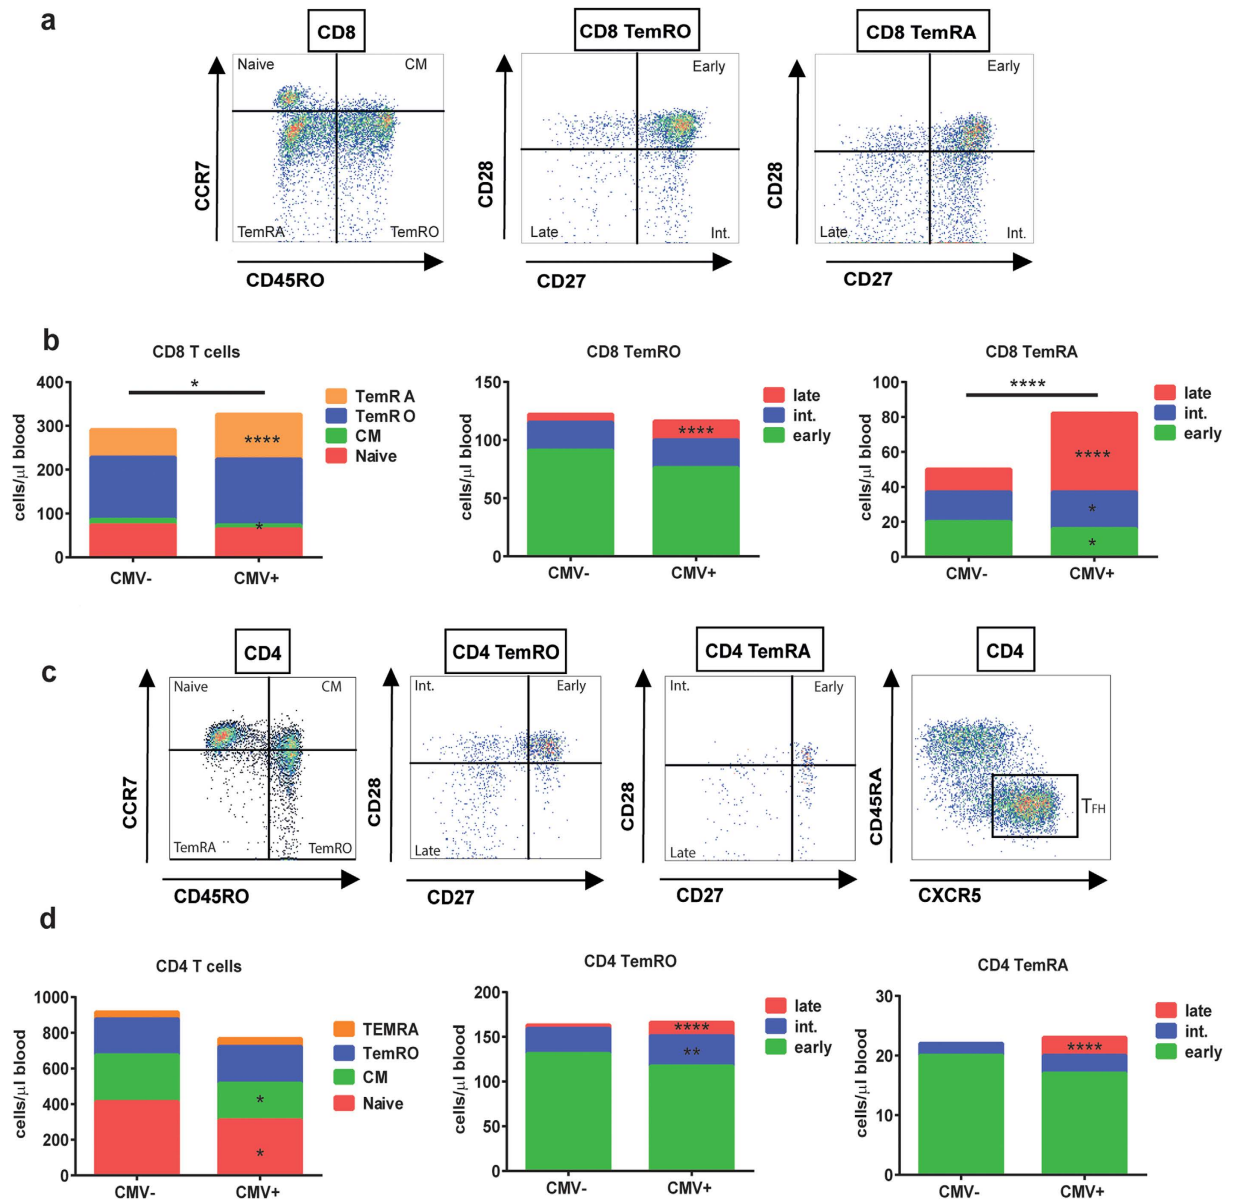 a
CD8
CD8 TemRO
CD8 TemRA
Naive
CM
TemRA
TemRO
CCR7
CD45RO
Early
Late
Int.
CD28
CD27
Early
Late
Int.
CD28
CD27
b
CD8 T cells
cells/μl blood
400
300
200
100
0
*
****
*
CMV-
CMV+
TemR A
TemR O
CM
Naive
CD8 TemRO
cells/μl blood
150
100
50
0
****
CMV-
CMV+
late
int.
early
CD8 TemRA
cells/μl blood
100
80
60
40
20
0
****
****
*
*
CMV-
CMV+
late
int.
early
c
CD4
CD4 TemRO
CD4 TemRA
CD4
Naive
CM
TemRA
TemRO
CCR7
CD45RO
Int.
Early
Late
CD28
CD27
Int.
Early
Late
CD28
CD27
CD45RA
TFH
CXCR5
d
CD4 T cells
cells/μl blood
1000
800
600
400
200
0
*
*
CMV-
CMV+
TEMRA
TemRO
CM
Naive
CD4 TemRO
cells/μl blood
200
150
100
50
0
****
**
CMV-
CMV+
late
int.
early
CD4 TemRA
cells/μl blood
30
20
10
0
****
CMV-
CMV+
late
int.
early